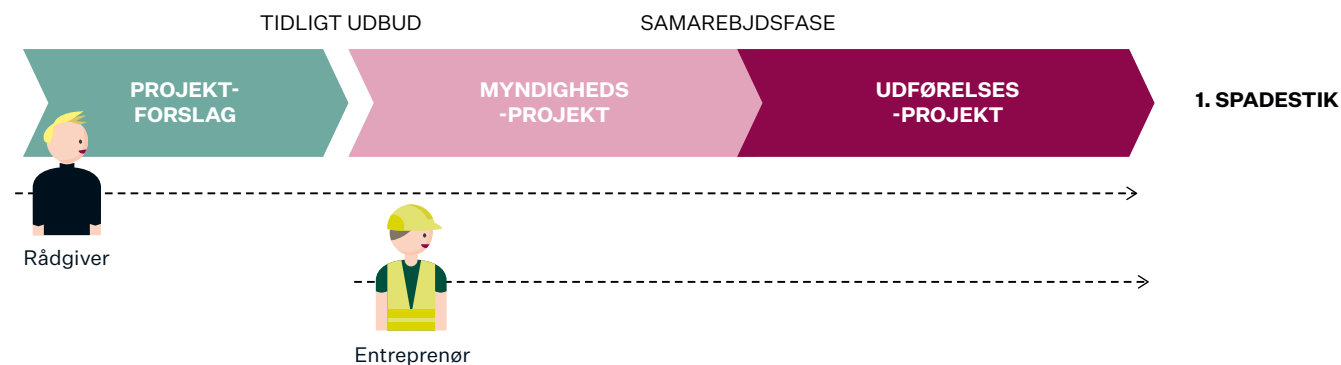 TIDLIGT UDBUD
SAMAREBJDSFASE
PROJEKT-
FORSLAG
MYNDIGHEDS
-PROJEKT
UDFØRELSES
-PROJEKT
1. SPADESTIK
Rådgiver
Entreprenør